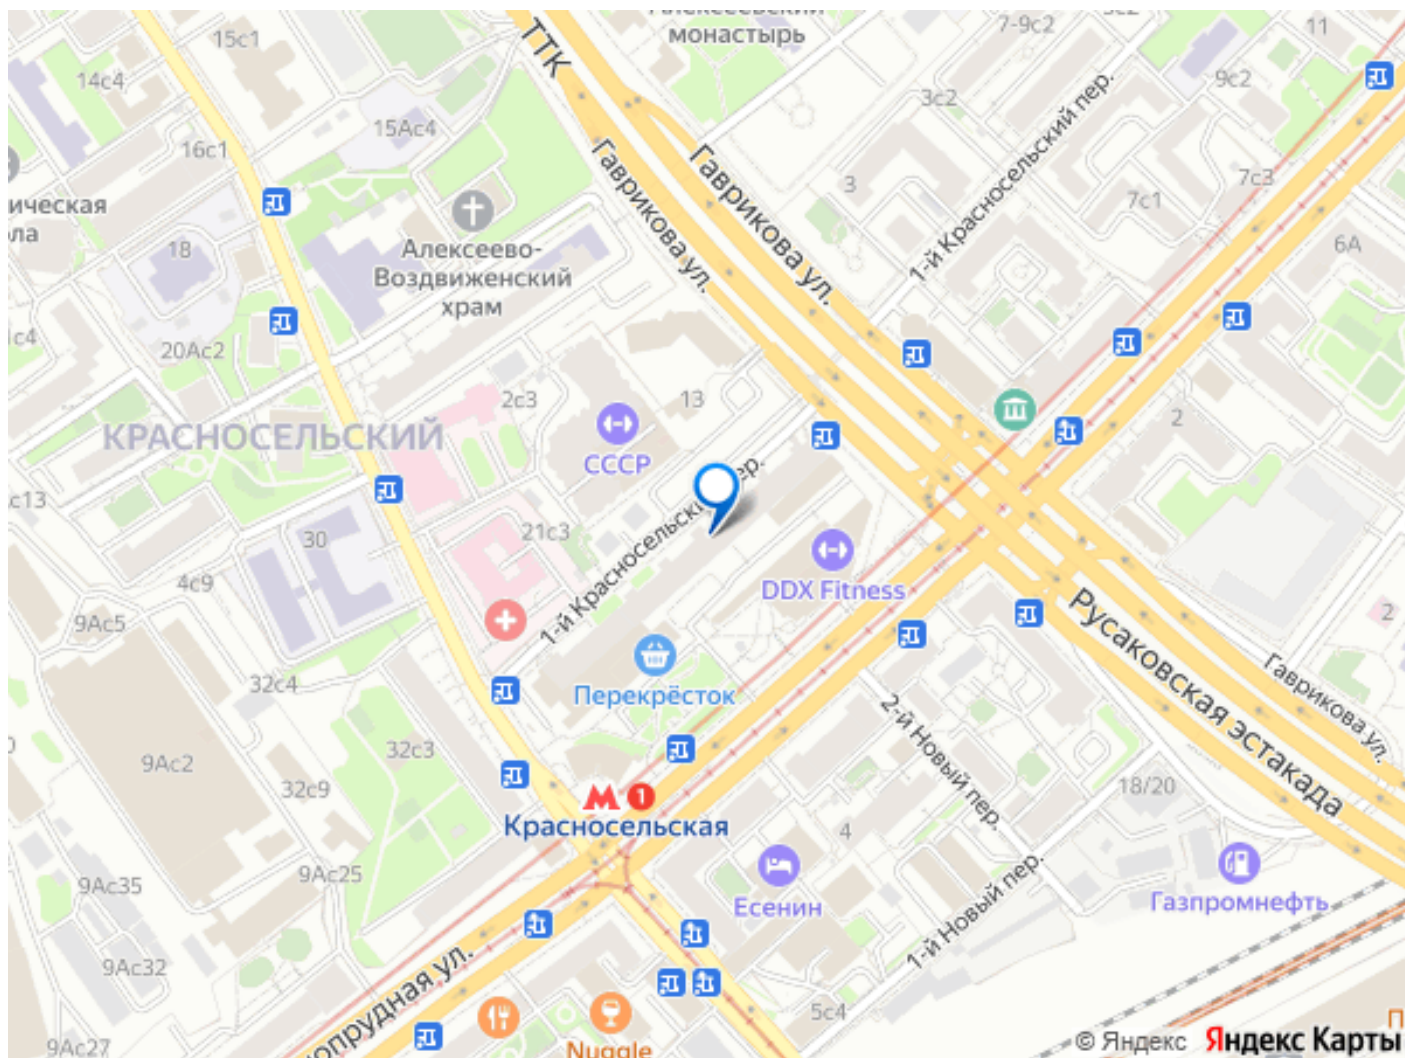 монастырь
15с1
7-9с2
11
ТТК
14с4
9с2
3с2
15Ас4
16с1
1-й Красносельский пер.
Гаврикова ул.
Гаврикова ул.
7с3
3
7с1
18
6А
Алексеево-
Воздвиженский
храм
20Ас2
2с3
13
2
КРАСНОСЕЛЬСКИЙ
СССР
21с3
30
1-й Красносельский пер.
4с9
DDX Fitness
9Ас5
Русаковская эстакада
2
Гаврикова ул.
32с4
Перекрёсток
2-й Новый пер.
32с3
9Ас2
32с9
18/20
М 1
Красносельская
4
9Ас35
9Ас25
Есенин
Газпромнефть
1-й Новый пер.
9Ас32
5с4
9Ас27
Nuggle
© Яндекс Яндекс Карты